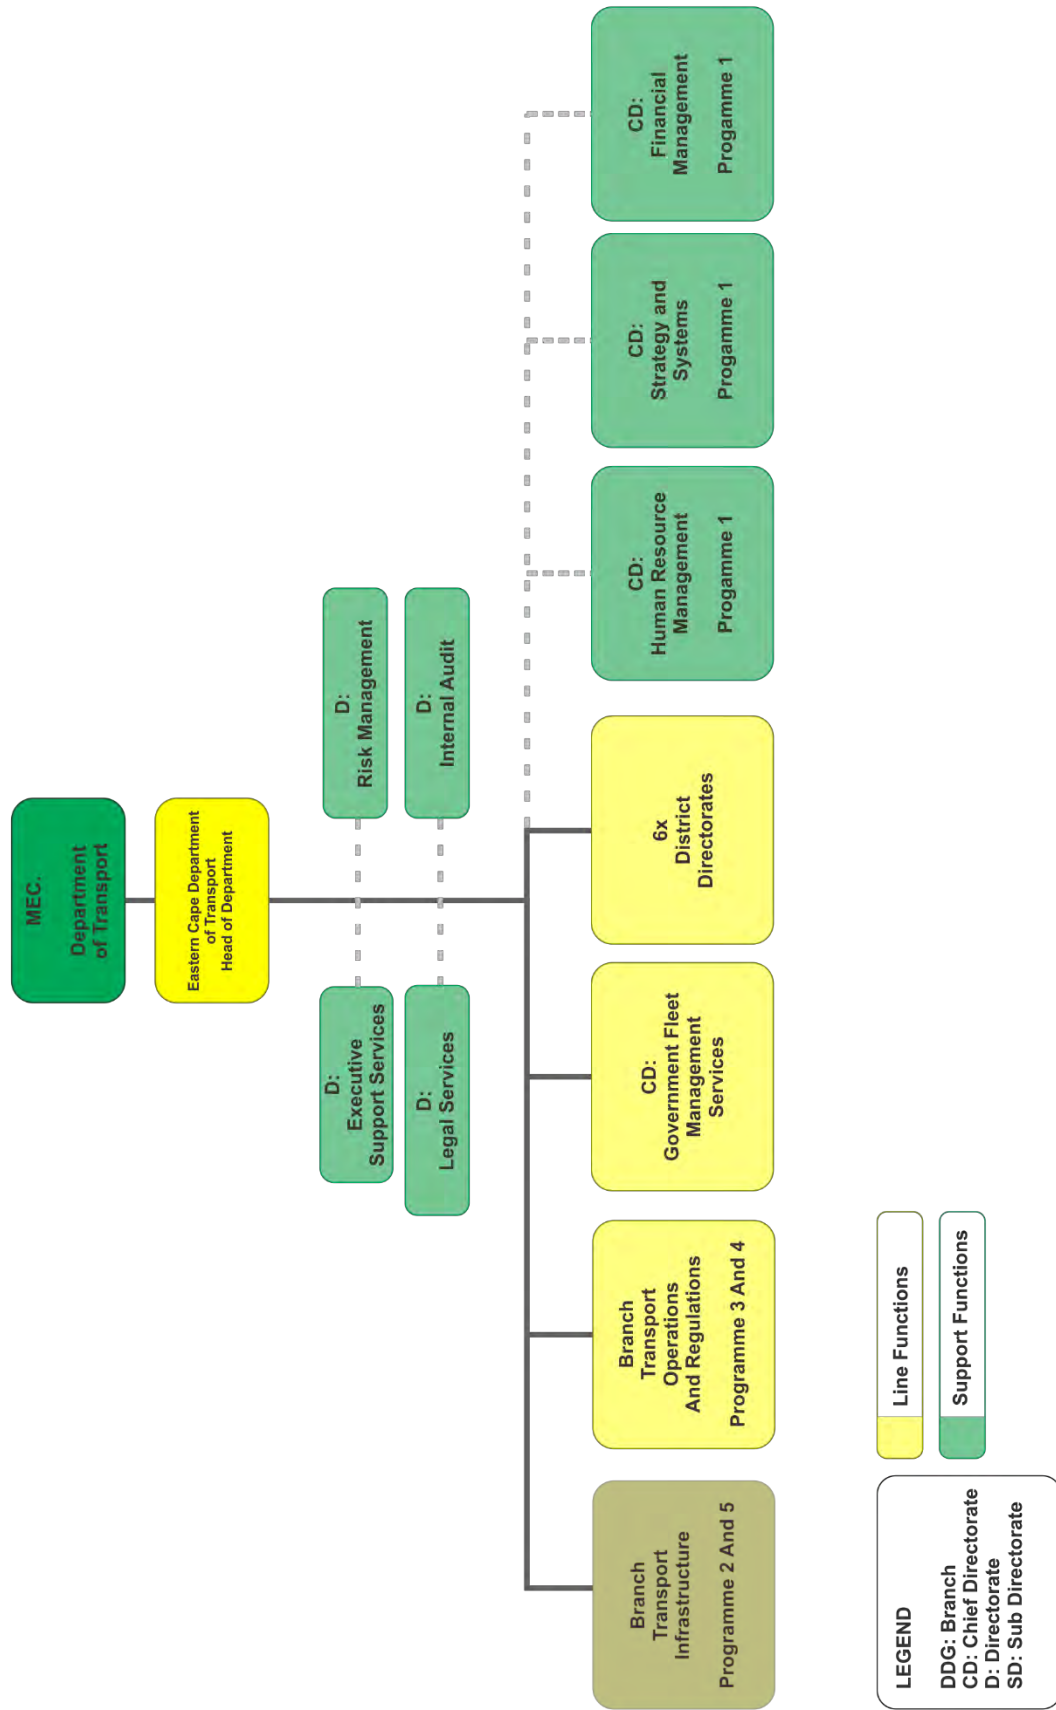 MEC.
Department
of Transport
Eastern Cape Department
of Transport
Head of Department
D:
Executive
Support Services
D:
Risk Management
D:
Legal Services
D:
Internal Audit
Branch
Transport
Infrastructure
Programme 2 And 5
Branch
Transport
Operations
And Regulations
Programme 3 And 4
CD:
Government Fleet
Management
Services
6x
District
Directorates
CD:
Human Resource
Management
Progamme 1
CD:
Strategy and
Systems
Progamme 1
CD:
Financial
Management
Progamme 1
LEGEND
DDG: Branch
CD: Chief Directorate
D: Directorate
SD: Sub Directorate
Line Functions
Support Functions